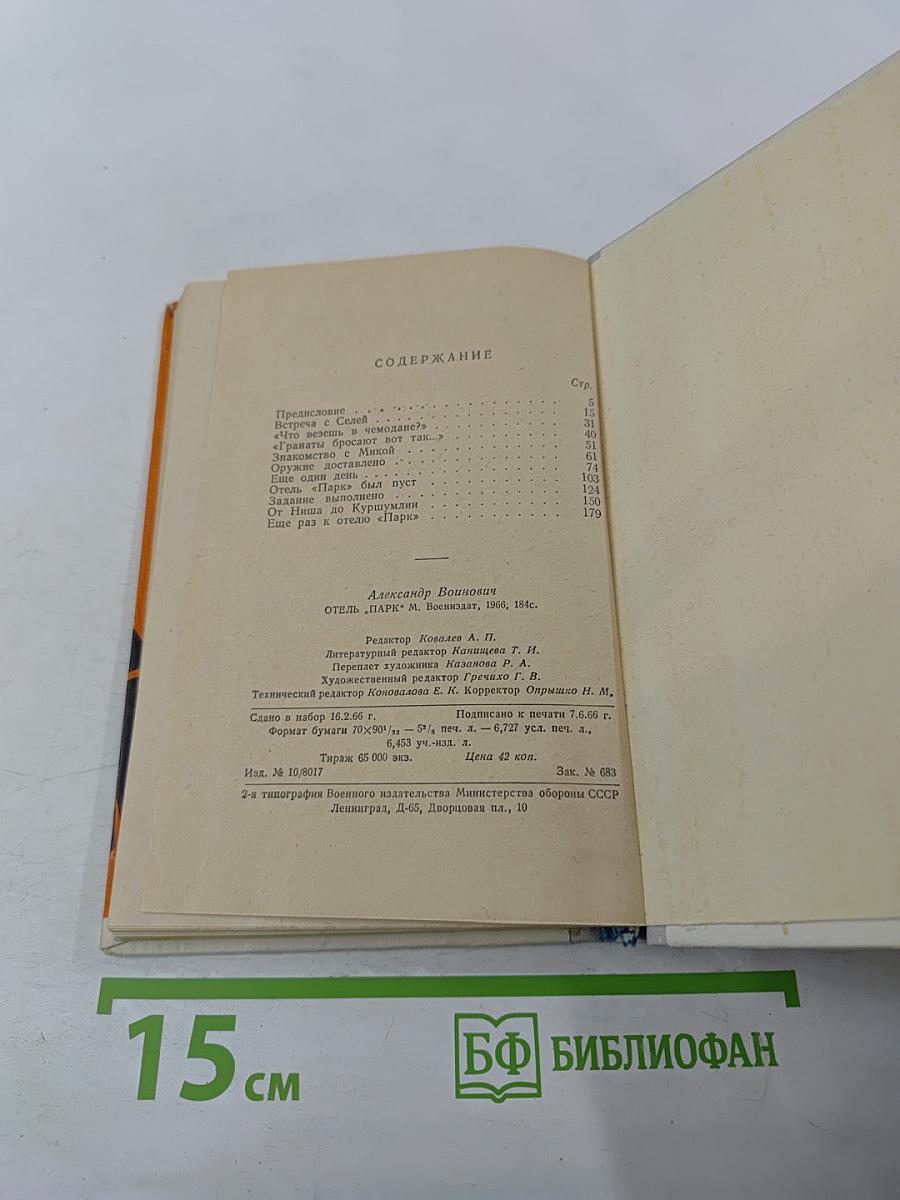 СОДЕРЖАНИЕ
Стр.
Предисловие . . . . . . . . . . . . . . . 5
Встреча с Селей . . . . . . . . . . . . . . . 15
«Что везешь в чемодане?» . . . . . . . . . . 31
«Гранаты бросают вот так...» . . . . . . . . . 40
Знакомство с Микой . . . . . . . . . . . . 51
Оружие доставлено . . . . . . . . . . . . 61
Еще один день . . . . . . . . . . . . . . 74
Отель «Парк» был пуст . . . . . . . . . . 103
Задание выполнено . . . . . . . . . . . . 124
От Ниша до Куршумлии . . . . . . . . . . 150
Еще раз к отелю «Парк» . . . . . . . . . . 179
Александр Воинович
ОТЕЛЬ „ПАРК“ М. Воениздат, 1966, 184с.
Редактор Ковалев А. П.
Литературный редактор Канищева Т. И.
Переплет художника Казанова Р. А.
Художественный редактор Гречихо Г. В.
Технический редактор Коновалова Е. К. Корректор Опрышко Н. М.
Сдано в набор 16.2.66 г. Подписано к печати 7.6.66 г.
Формат бумаги 70×90¹/₃₂ — 5³/₄ печ. л. — 6,727 усл. печ. л.,
6,453 уч.-изд. л.
Тираж 65 000 экз. Цена 42 коп.
Изд. № 10/8017 Зак. № 683
2-я типография Военного издательства Министерства обороны СССР
Ленинград, Д-65, Дворцовая пл., 10
15 см
БФ БИБЛИОФАН